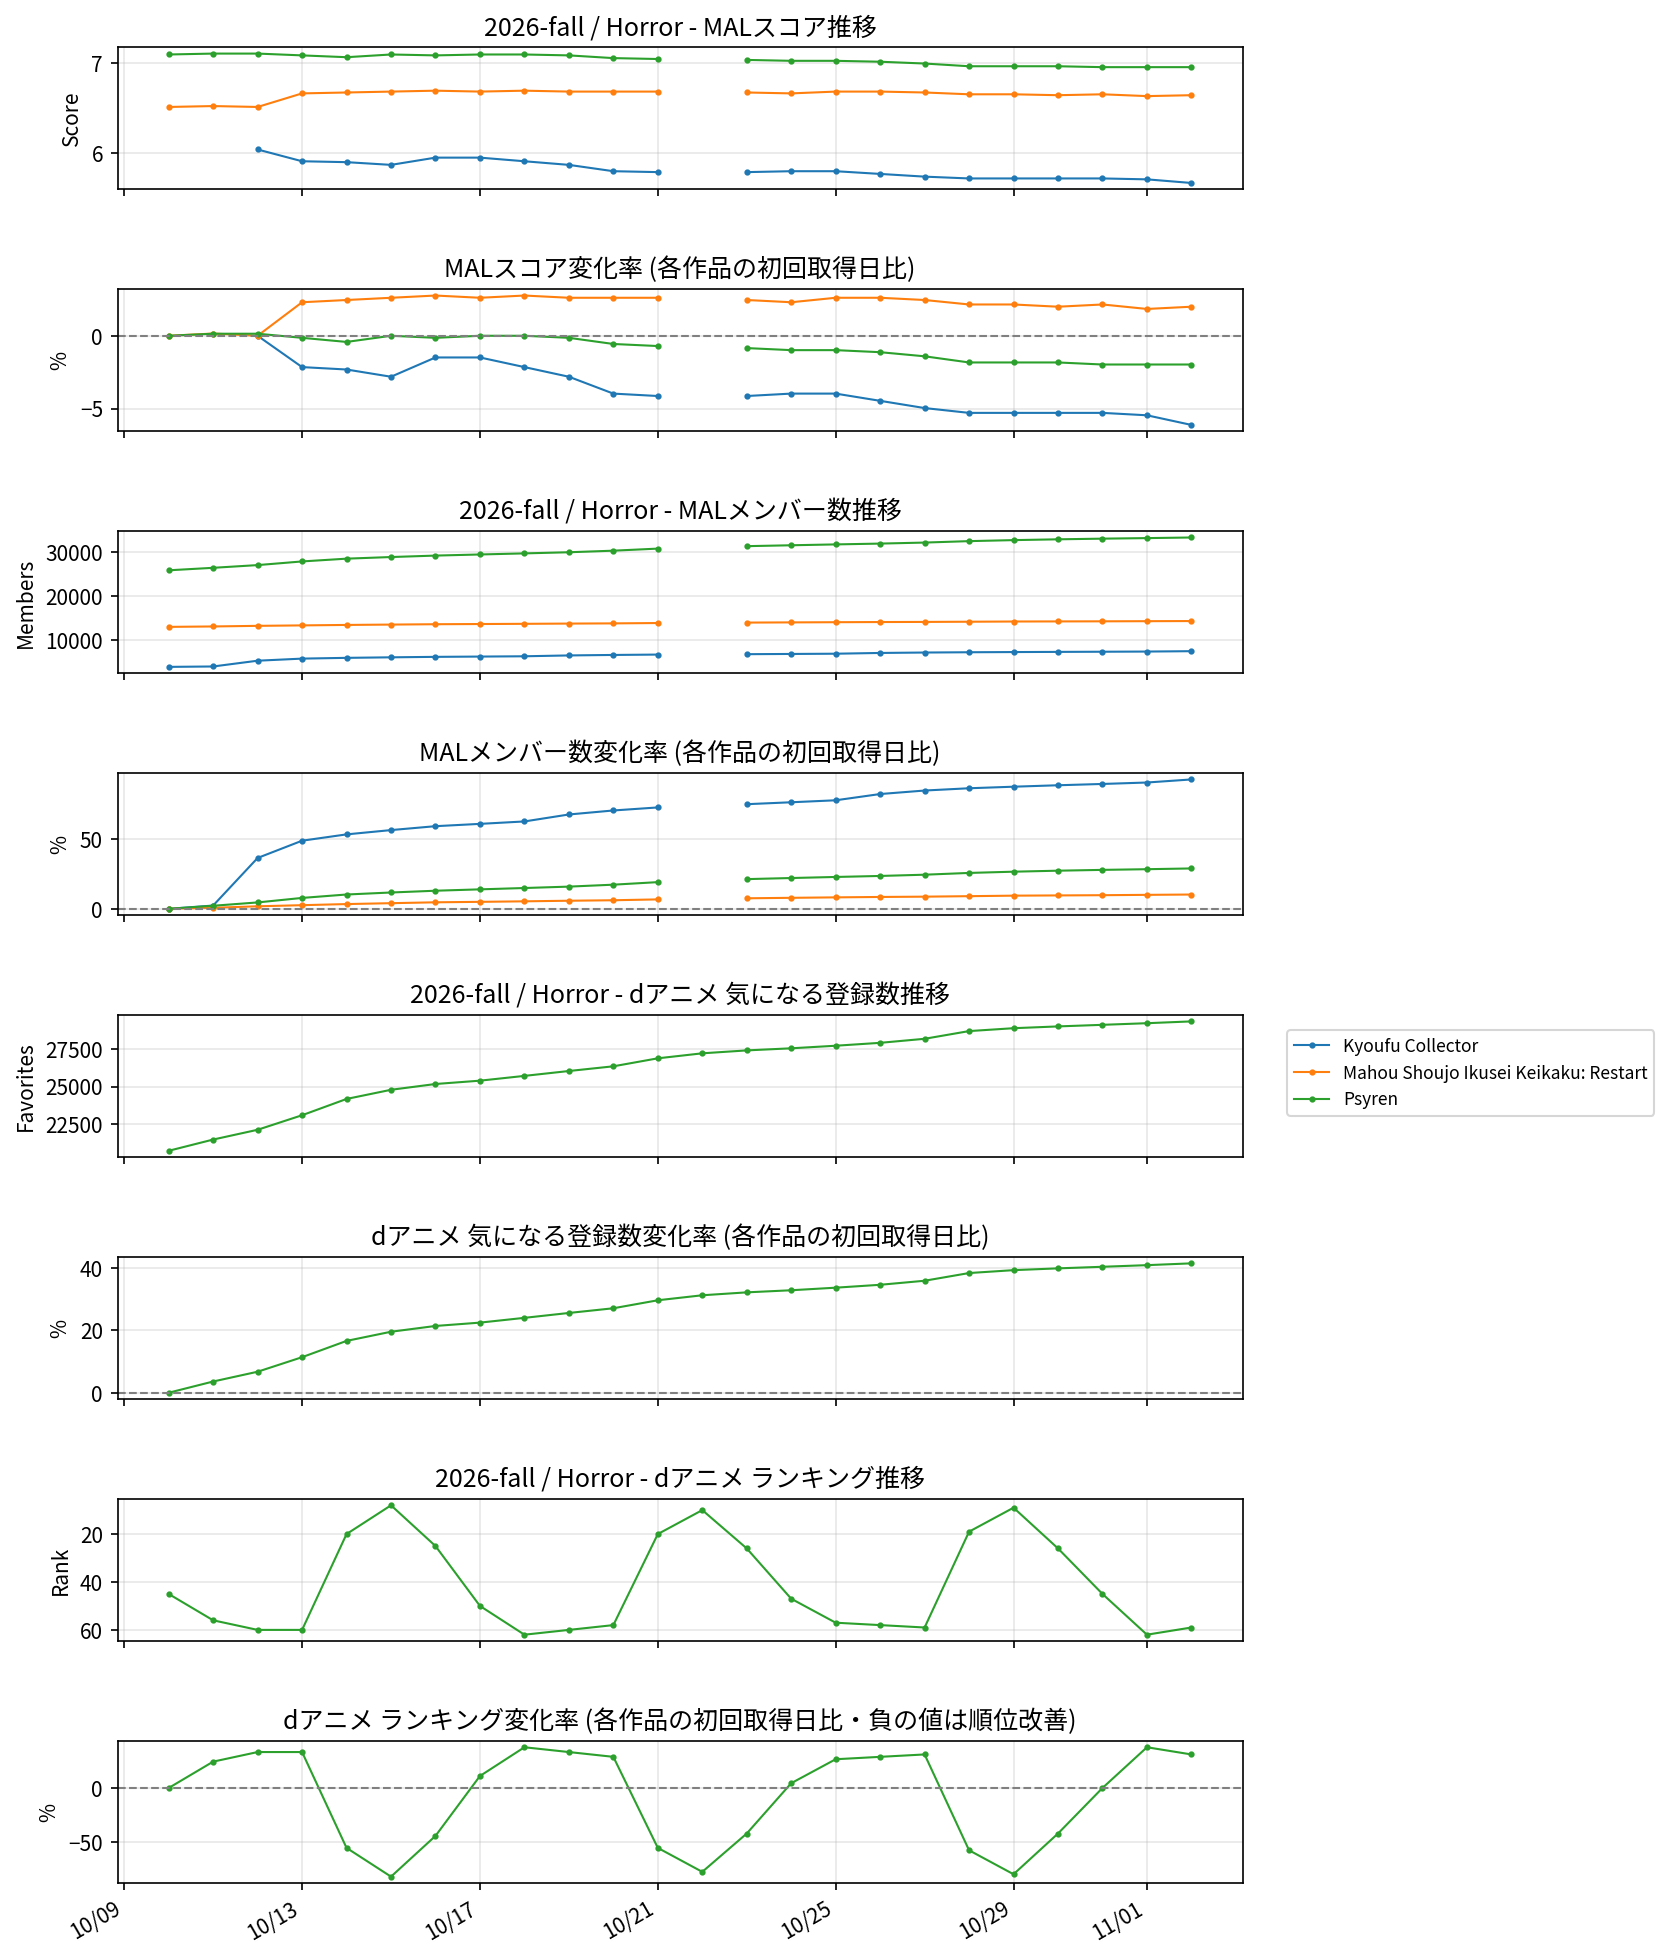 2026-fall / Horror - MALスコア推移
7
6
Score
MALスコア変化率 (各作品の初回取得日比)
0
−5
%
2026-fall / Horror - MALメンバー数推移
30000
20000
10000
Members
MALメンバー数変化率 (各作品の初回取得日比)
50
0
%
2026-fall / Horror - dアニメ 気になる登録数推移
27500
25000
22500
Favorites
Kyoufu Collector
Mahou Shoujo Ikusei Keikaku: Restart
Psyren
dアニメ 気になる登録数変化率 (各作品の初回取得日比)
40
20
0
%
2026-fall / Horror - dアニメ ランキング推移
20
40
60
Rank
dアニメ ランキング変化率 (各作品の初回取得日比・負の値は順位改善)
0
−50
%
10/09
10/13
10/17
10/21
10/25
10/29
11/01